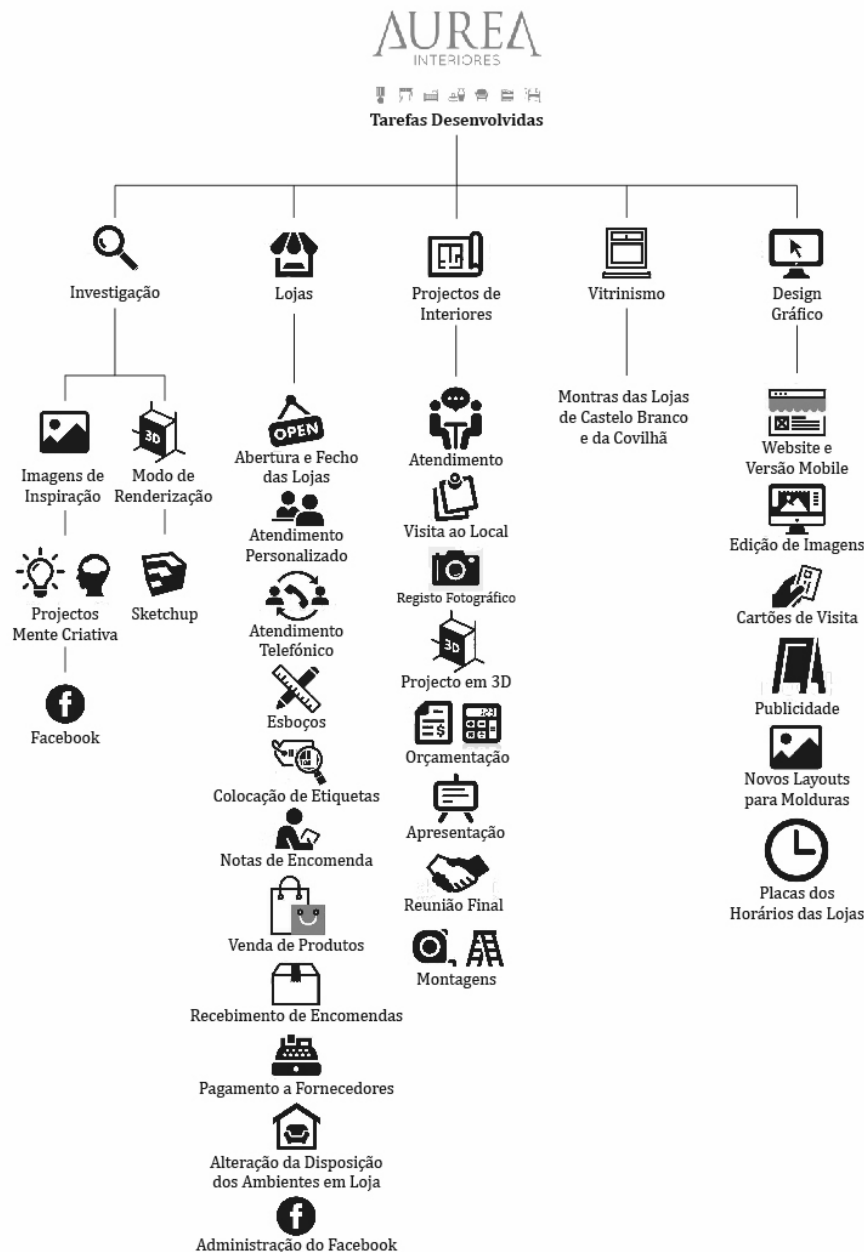 AUREA
INTERIORES
Tarefas Desenvolvidas
Investigação
Lojas
Projectos de
Interiores
Vitrinismo
Design
Gráfico
Imagens de
Inspiração
3D
Modo de
Renderização
Projectos
Mente Criativa
Sketchup
Facebook
OPEN
Abertura e Fecho
das Lojas
Atendimento
Personalizado
Atendimento
Telefónico
Esboços
Colocação de Etiquetas
Notas de Encomenda
Venda de Produtos
Recebimento de Encomendas
Pagamento a Fornecedores
Alteração da Disposição
dos Ambientes em Loja
Administração do Facebook
Atendimento
Visita ao Local
Registo Fotográfico
3D
Projecto em 3D
Orçamentação
Apresentação
Reunião Final
Montagens
Montras das Lojas
de Castelo Branco
e da Covilhã
Website e
Versão Mobile
Edição de Imagens
Cartões de Visita
Publicidade
Novos Layouts
para Molduras
Placas dos
Horários das Lojas